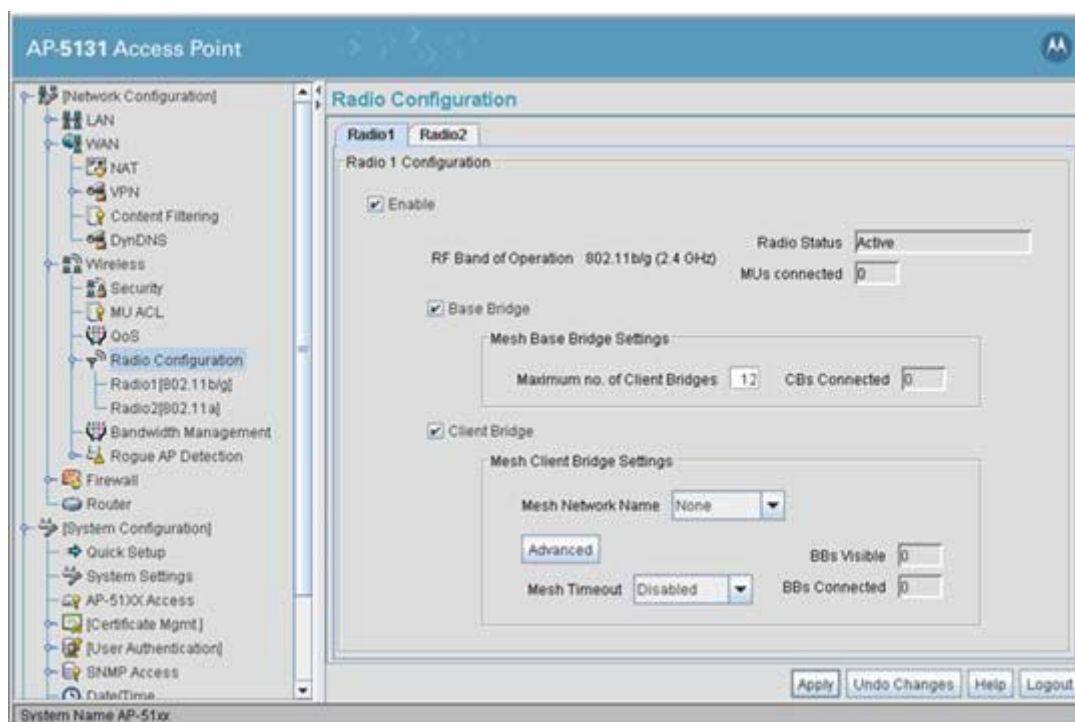 AP-5131 Access Point
[Network Configuration]
LAN
WAN
NAT
VPN
Content Filtering
DynDNS
Wireless
Security
MU ACL
QoS
Radio Configuration
Radio1[802.11b/g]
Radio2[802.11a]
Bandwidth Management
Rogue AP Detection
Firewall
Router
[System Configuration]
Quick Setup
System Settings
AP-51XX Access
[Certificate Mgmt.]
[User Authentication]
SNMP Access
Date/Time
Radio Configuration
Radio1 Radio2
Radio 1 Configuration
Enable
Radio Status Active
RF Band of Operation 802.11b/g (2.4 GHz)
MUs connected 0
Base Bridge
Mesh Base Bridge Settings
Maximum no. of Client Bridges 12 CBs Connected 0
Client Bridge
Mesh Client Bridge Settings
Mesh Network Name None
Advanced
BBs Visible 0
Mesh Timeout Disabled BBs Connected 0
Apply Undo Changes Help Logout
System Name AP-51xx